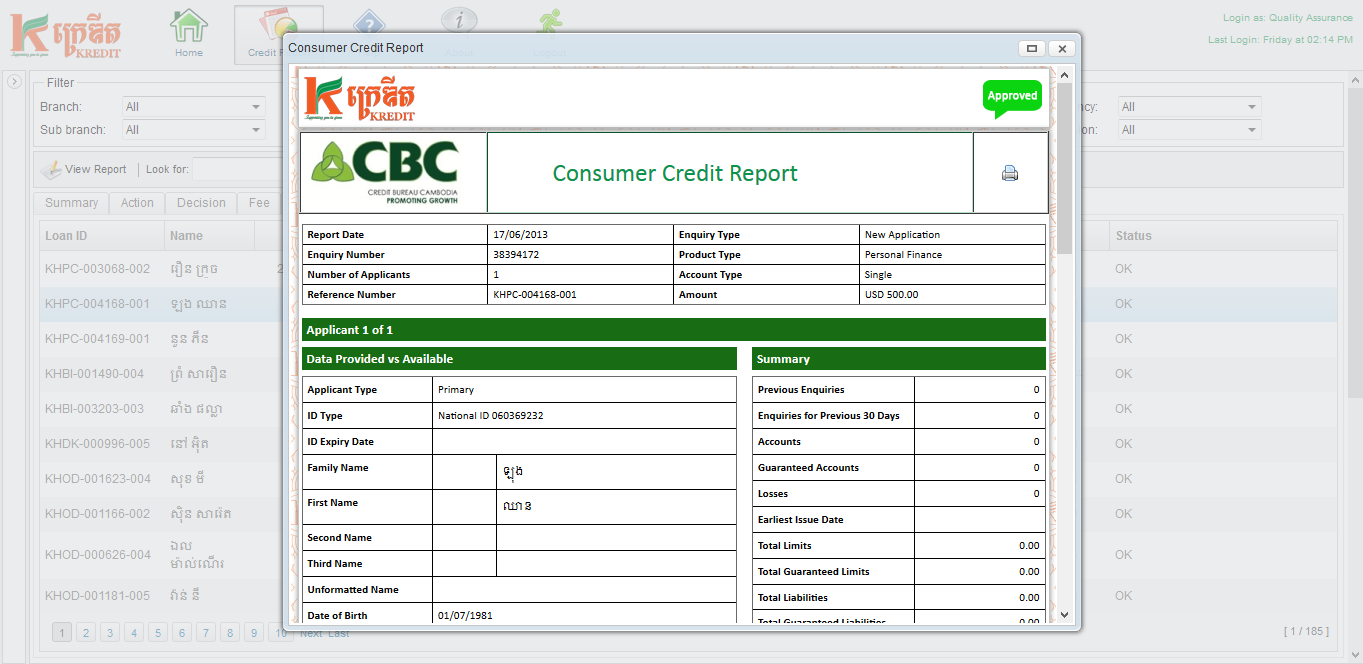 ក្រេឌីត
KREDIT
Home
Credit
Login as: Quality Assurance
Last Login: Friday at 02:14 PM
Consumer Credit Report
Filter
Branch: All
Sub branch: All
All
All
View Report Look for:
Summary Action Decision Fee
Loan ID Name Status
KHPC-003068-002 រឿន ក្រូច OK
KHPC-004168-001 ឡុង ឈាន OK
KHPC-004169-001 នួន ភឺន OK
KHBI-001490-004 ព្រំ សារឿន OK
KHBI-003203-003 ឆាំង ផល្លា OK
KHDK-000996-005 នៅ អ៊ិត OK
KHOD-001623-004 សុខ មី OK
KHOD-001166-002 ស៊ិន សារ៉េត OK
KHOD-000626-004 ឯល
ម៉ាល់ណើរ OK
KHOD-001181-005 វ៉ាន់ នី OK
1 2 3 4 5 6 7 8 9 10 Next Last
[ 1 / 185 ]
ក្រេឌីត
KREDIT
Approved
CBC
CREDIT BUREAU CAMBODIA
PROMOTING GROWTH
Consumer Credit Report
Report Date 17/06/2013 Enquiry Type New Application
Enquiry Number 38394172 Product Type Personal Finance
Number of Applicants 1 Account Type Single
Reference Number KHPC-004168-001 Amount USD 500.00
Applicant 1 of 1
Data Provided vs Available
Applicant Type Primary
ID Type National ID 060369232
ID Expiry Date
Family Name ឡុង
First Name ឈាន
Second Name
Third Name
Unformatted Name
Date of Birth 01/07/1981
Summary
Previous Enquiries 0
Enquiries for Previous 30 Days 0
Accounts 0
Guaranteed Accounts 0
Losses 0
Earliest Issue Date
Total Limits 0.00
Total Guaranteed Limits 0.00
Total Liabilities 0.00
Total Guaranteed Liabilities 0.00